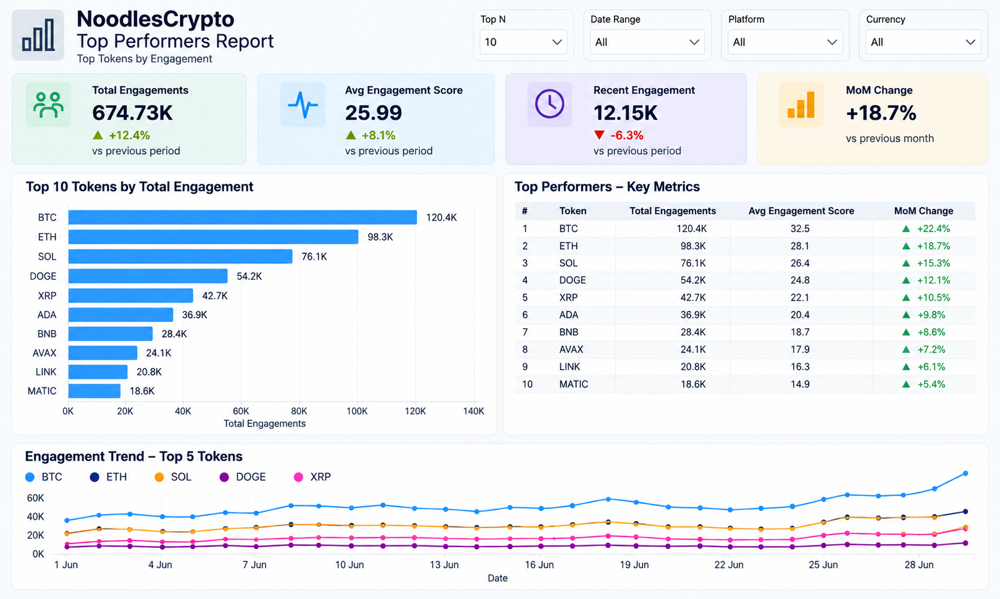 NoodlesCrypto
Top Performers Report
Top Tokens by Engagement
Top N
10
Date Range
All
Platform
All
Currency
All
Total Engagements
674.73K
▲ +12.4%
vs previous period
Avg Engagement Score
25.99
▲ +8.1%
vs previous period
Recent Engagement
12.15K
▼ -6.3%
vs previous period
MoM Change
+18.7%
vs previous month
Top 10 Tokens by Total Engagement
BTC 120.4K
ETH 98.3K
SOL 76.1K
DOGE 54.2K
XRP 42.7K
ADA 36.9K
BNB 28.4K
AVAX 24.1K
LINK 20.8K
MATIC 18.6K
0K 20K 40K 60K 80K 100K 120K 140K
Total Engagements
Top Performers – Key Metrics
# Token Total Engagements Avg Engagement Score MoM Change
1 BTC 120.4K 32.5 ▲ +22.4%
2 ETH 98.3K 28.1 ▲ +18.7%
3 SOL 76.1K 26.4 ▲ +15.3%
4 DOGE 54.2K 24.8 ▲ +12.1%
5 XRP 42.7K 22.1 ▲ +10.5%
6 ADA 36.9K 20.4 ▲ +9.8%
7 BNB 28.4K 18.7 ▲ +8.6%
8 AVAX 24.1K 17.9 ▲ +7.2%
9 LINK 20.8K 16.3 ▲ +6.1%
10 MATIC 18.6K 14.9 ▲ +5.4%
Engagement Trend – Top 5 Tokens
BTC ETH SOL DOGE XRP
60K
40K
20K
0K
1 Jun 4 Jun 7 Jun 10 Jun 13 Jun 16 Jun 19 Jun 22 Jun 25 Jun 28 Jun
Date